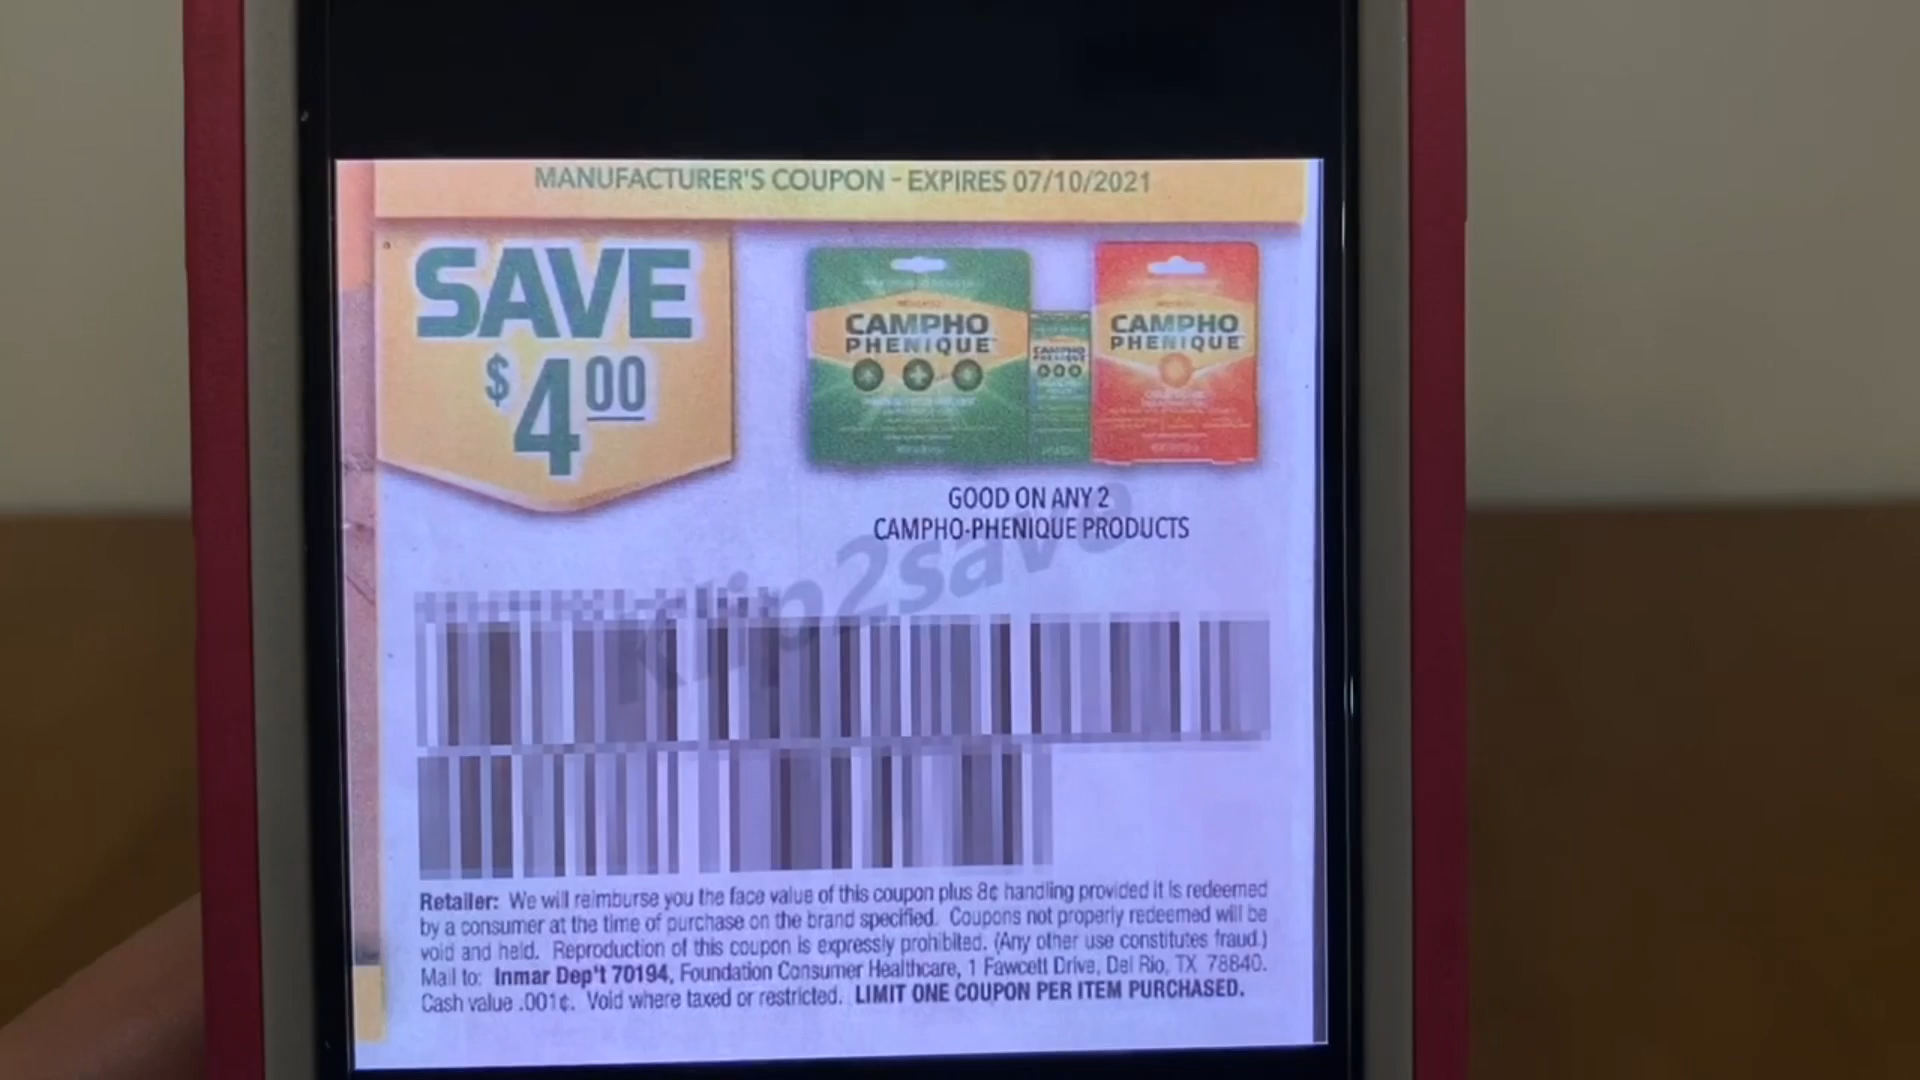 MANUFACTURER'S COUPON - EXPIRES 07/10/2021
SAVE
$4.00
CAMPHO
PHENIQUE
CAMPHO
PHENIQUE
CAMPHO
PHENIQUE
GOOD ON ANY 2
CAMPHO-PHENIQUE PRODUCTS
Klip2save
Retailer: We will reimburse you the face value of this coupon plus 8¢ handling provided it is redeemed
by a consumer at the time of purchase on the brand specified. Coupons not properly redeemed will be
void and held. Reproduction of this coupon is expressly prohibited. (Any other use constitutes fraud.)
Mail to: Inmar Dep't 70194, Foundation Consumer Healthcare, 1 Fawcett Drive, Del Rio, TX 78840.
Cash value .001¢. Void where taxed or restricted. LIMIT ONE COUPON PER ITEM PURCHASED.